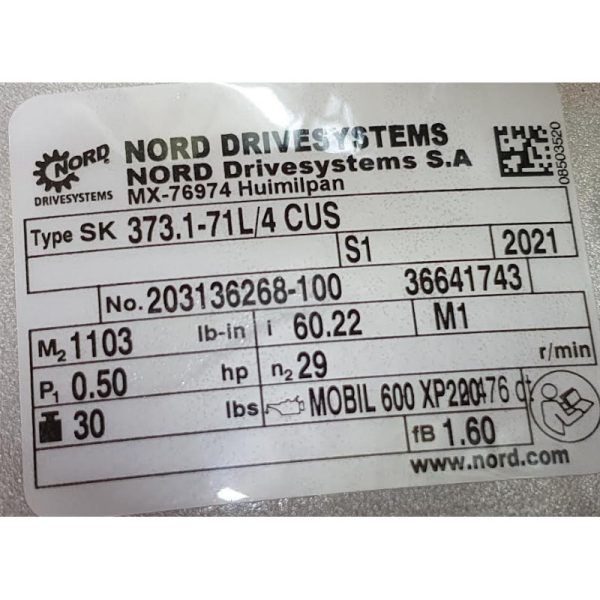 NORD
DRIVESYSTEMS
NORD DRIVESYSTEMS
NORD Drivesystems S.A
MX-76974 Huimilpan
08503520
Type SK 373.1-71L/4 CUS
S1 2021
No. 203136268-100 36641743
M2 1103 lb-in i 60.22 M1
P1 0.50 hp n2 29 r/min
30 lbs MOBIL 600
fB 1.60
www.nord.com